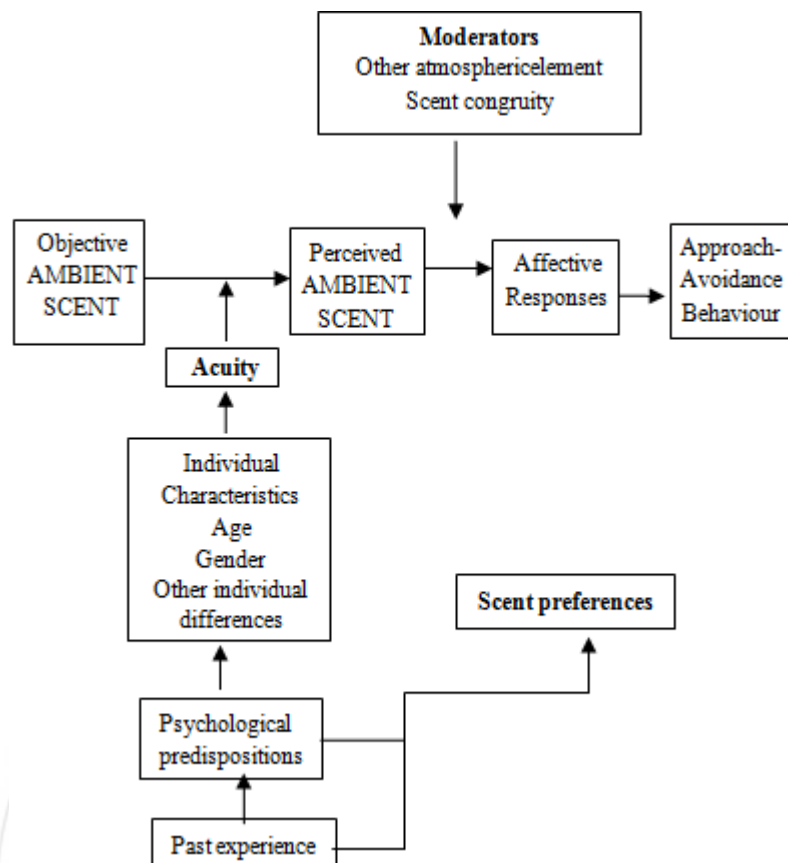 Moderators
Other atmosphericelement
Scent congruity
Objective
AMBIENT
SCENT
Perceived
AMBIENT
SCENT
Affective
Responses
Approach-
Avoidance
Behaviour
Acuity
Individual
Characteristics
Age
Gender
Other individual
differences
Scent preferences
Psychological
predispositions
Past experience